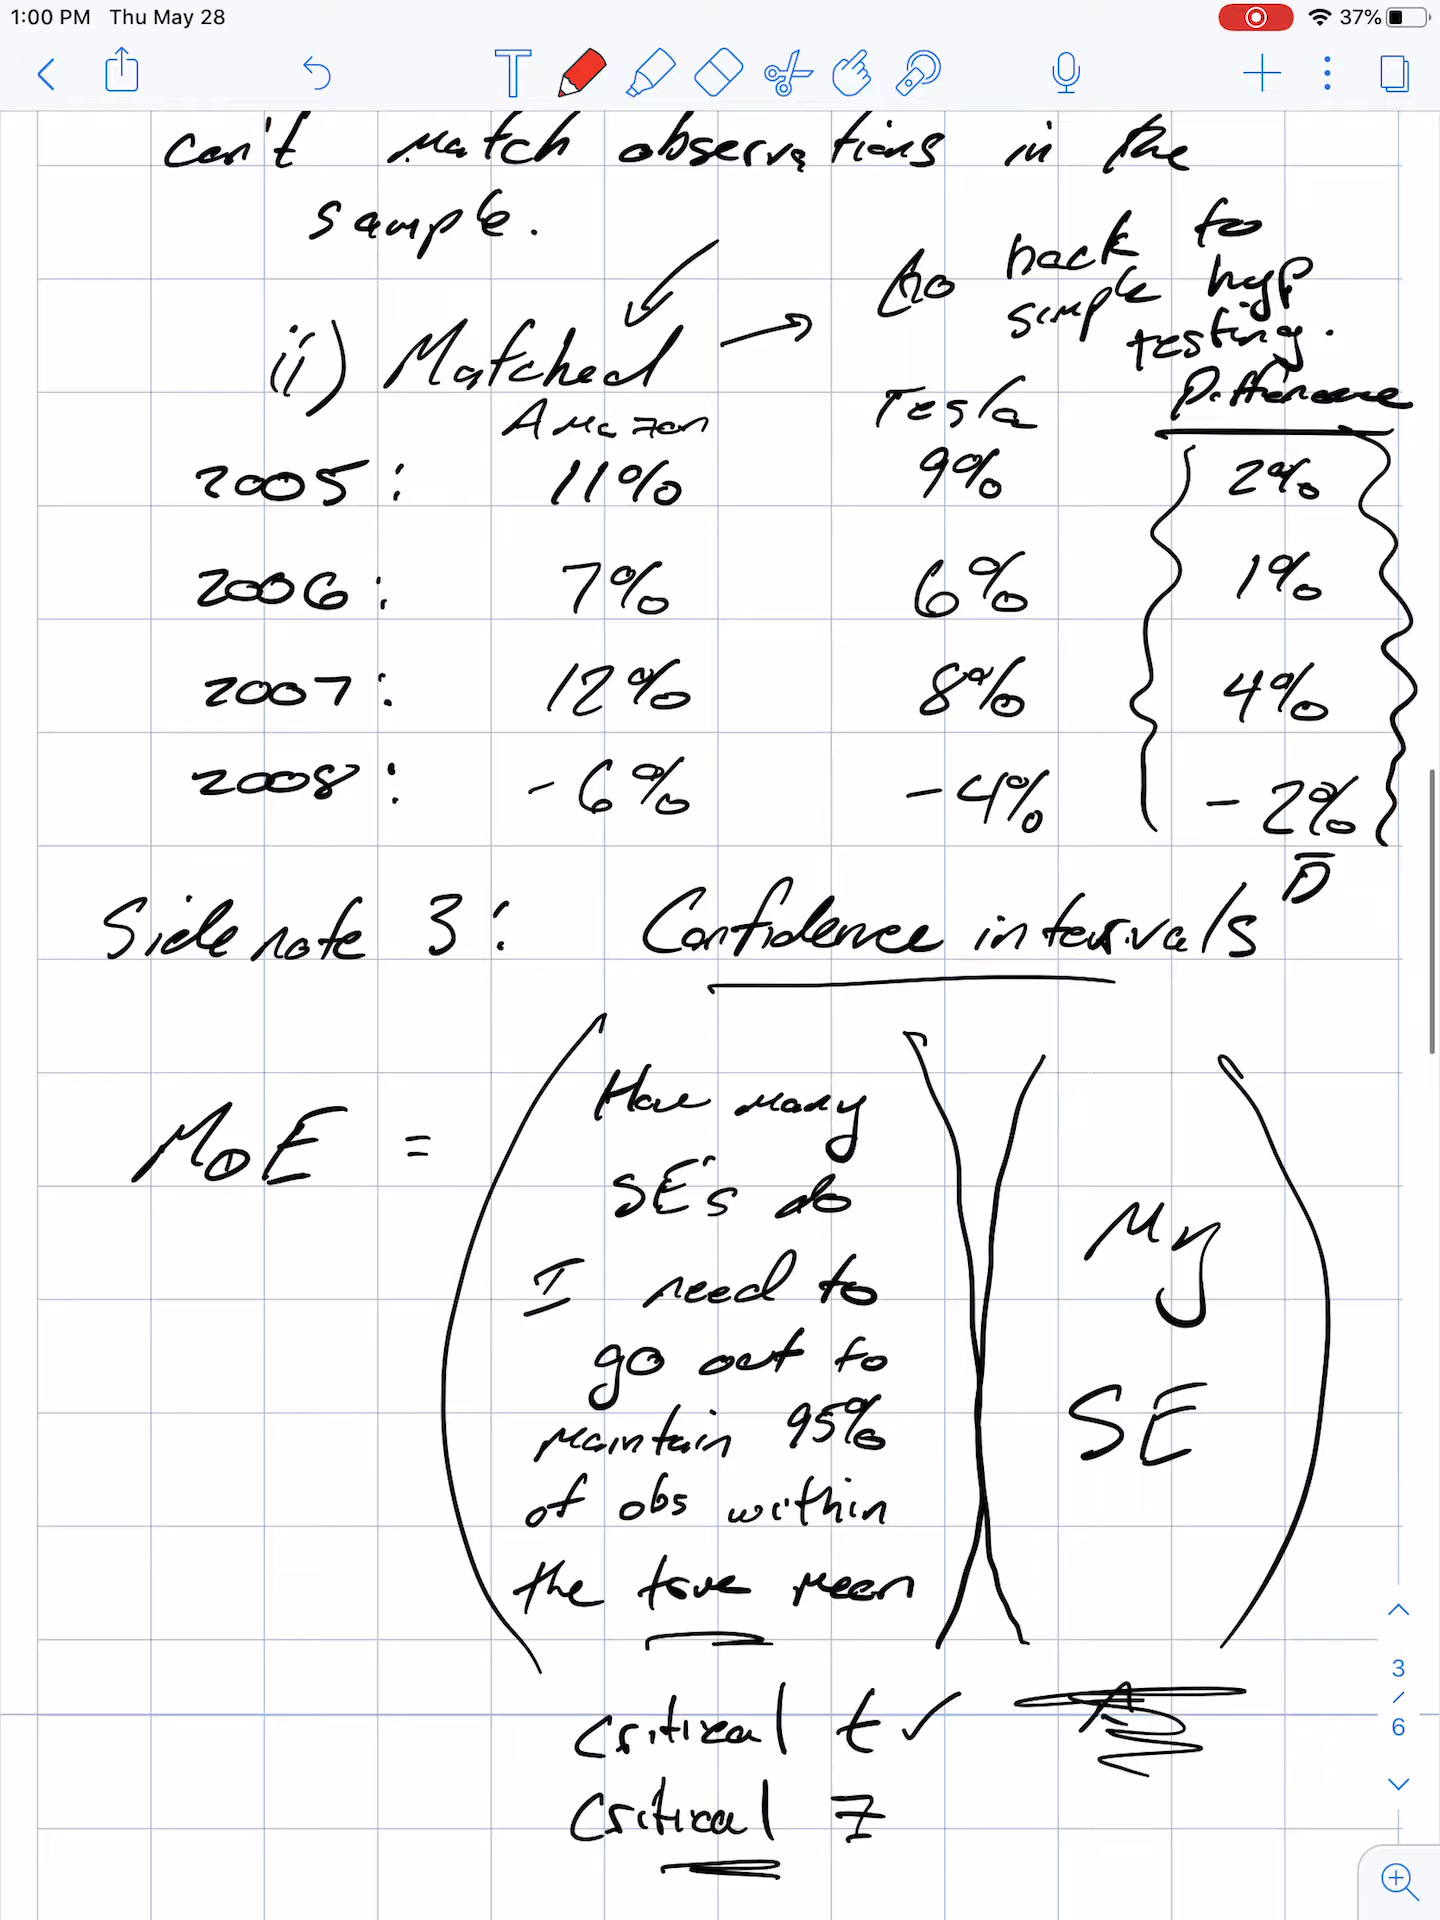 1:00 PM Thu May 28
37%
T
can't match observations in the
sample.
ii) Matched
Go back to
simple hyp
testing.
Amazon Tesla Difference
2005: 11% 9% 2%
2006: 7% 6% 1%
2007: 12% 8% 4%
2008: -6% -4% -2%
D̅
Side note 3: Confidence intervals
MoE =
How many
SE's do
I need to
go out to
maintain 95%
of obs within
the true mean
My
SE
critical t ✓
critical Z
3
/
6